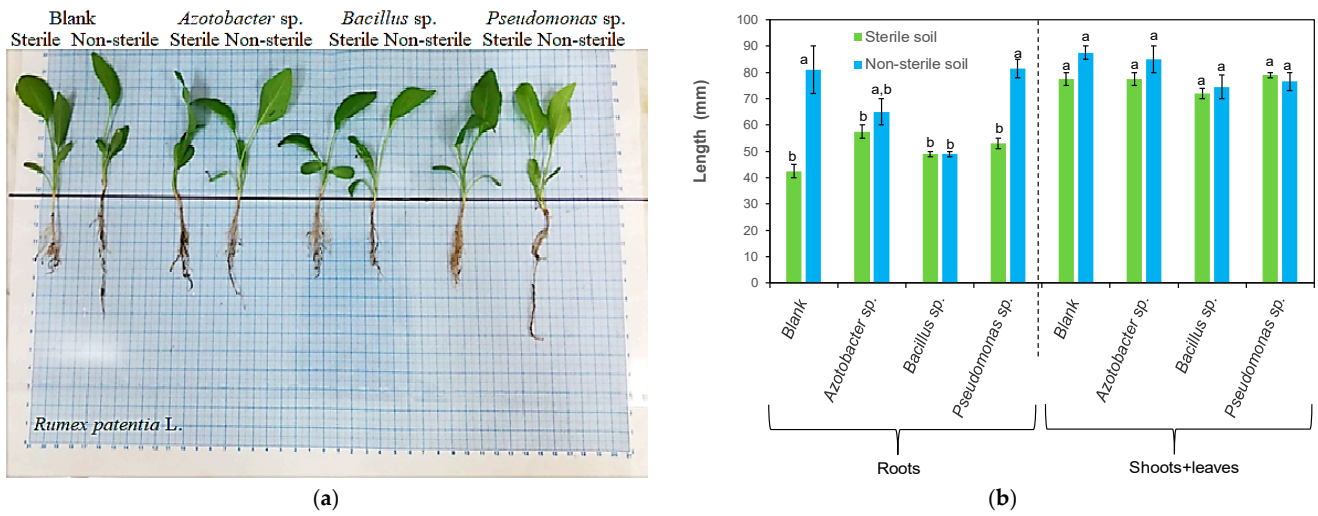 Blank Azotobacter sp. Bacillus sp. Pseudomonas sp.
Sterile Non-sterile Sterile Non-sterile Sterile Non-sterile Sterile Non-sterile
Rumex patentia L.
(a)
Length (mm)
100
90
80
70
60
50
40
30
20
10
0
Sterile soil
Non-sterile soil
a a a a a
a,b a a a a
b b b b b
Blank Azotobacter sp. Bacillus sp. Pseudomonas sp. Blank Azotobacter sp. Bacillus sp. Pseudomonas sp.
Roots Shoots+leaves
(b)